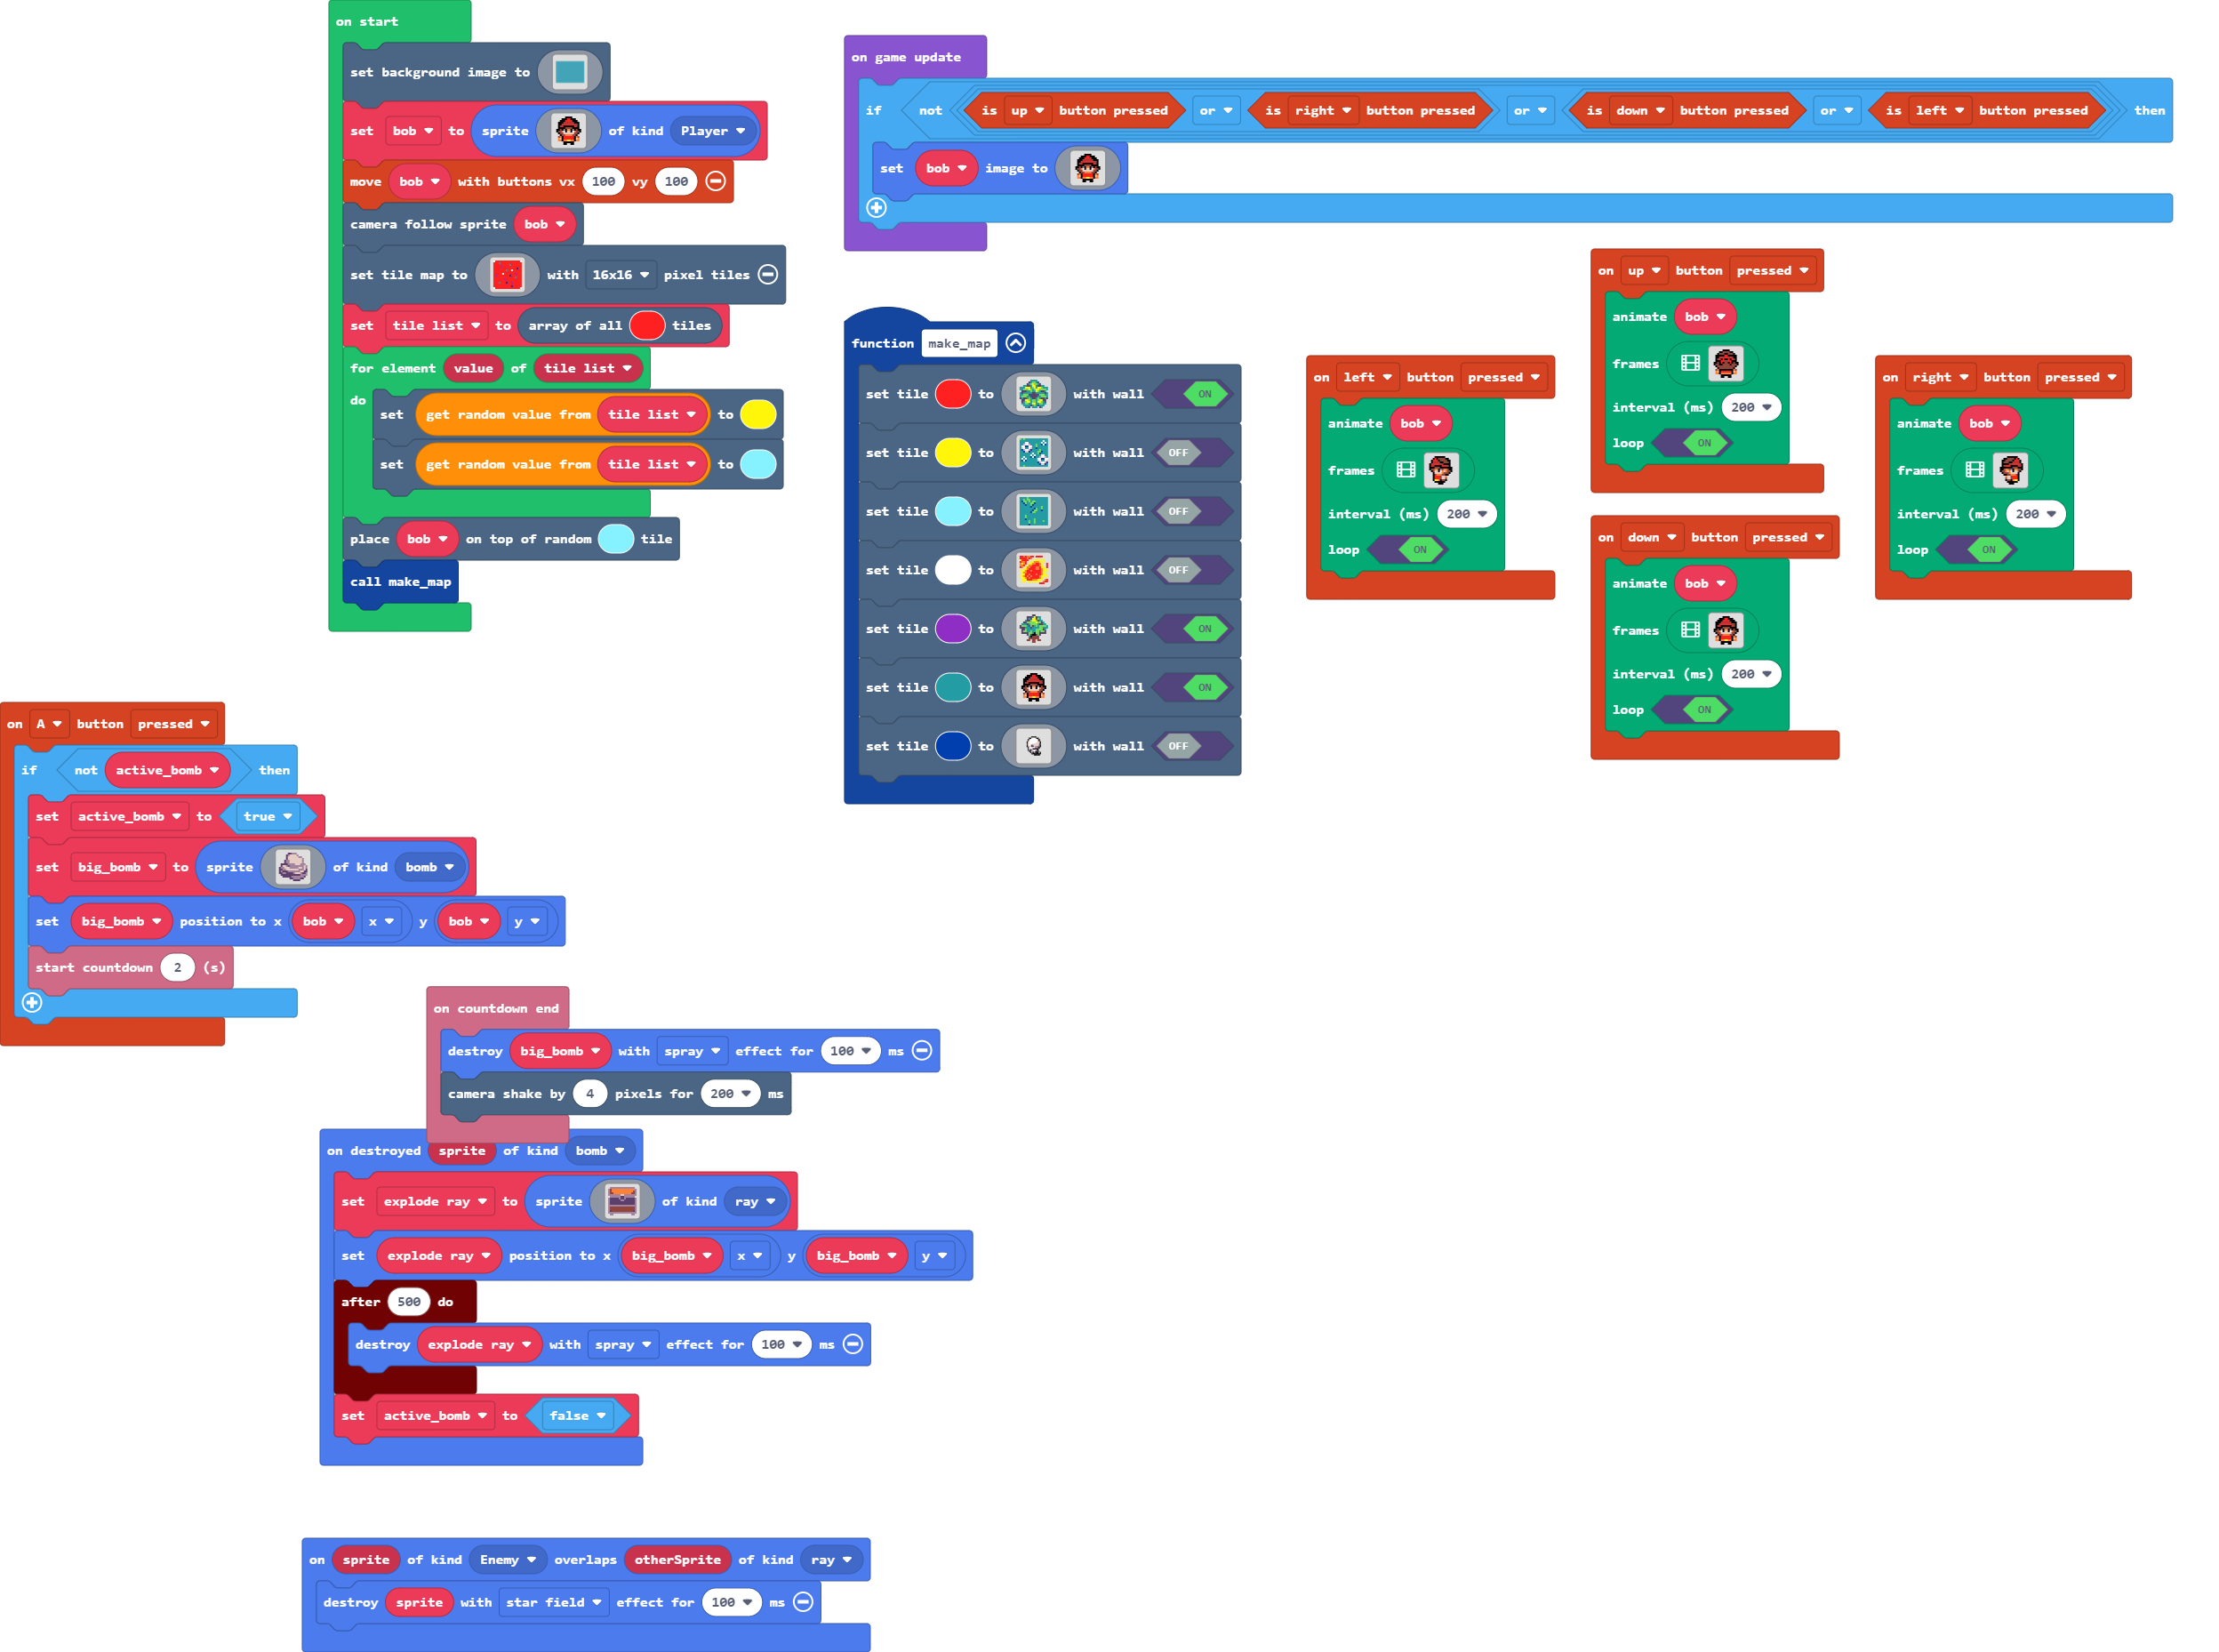 on start
set background image to
set bob to sprite of kind Player
move bob with buttons vx 100 vy 100
camera follow sprite bob
set tile map to with 16x16 pixel tiles
set tile list to array of all tiles
for element value of tile list
do set get random value from tile list to
set get random value from tile list to
place bob on top of random tile
call make_map
on game update
if not is up button pressed or is right button pressed or is down button pressed or is left button pressed then
set bob image to
function make_map
set tile to with wall ON
set tile to with wall OFF
set tile to with wall OFF
set tile to with wall OFF
set tile to with wall ON
set tile to with wall ON
set tile to with wall OFF
on left button pressed
animate bob
frames
interval (ms) 200
loop ON
on up button pressed
animate bob
frames
interval (ms) 200
loop ON
on down button pressed
animate bob
frames
interval (ms) 200
loop ON
on right button pressed
animate bob
frames
interval (ms) 200
loop ON
on A button pressed
if not active_bomb then
set active_bomb to true
set big_bomb to sprite of kind bomb
set big_bomb position to x bob x y bob y
start countdown 2 (s)
on countdown end
destroy big_bomb with spray effect for 100 ms
camera shake by 4 pixels for 200 ms
on destroyed sprite of kind bomb
set explode ray to sprite of kind ray
set explode ray position to x big_bomb x y big_bomb y
after 500 do
destroy explode ray with spray effect for 100 ms
set active_bomb to false
on sprite of kind Enemy overlaps otherSprite of kind ray
destroy sprite with star field effect for 100 ms